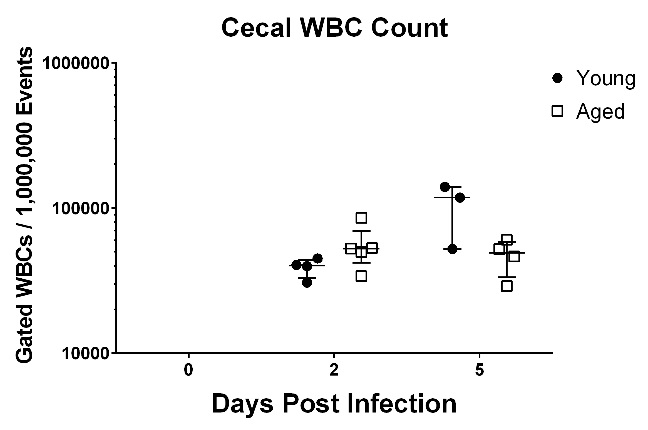 Cecal WBC Count
Gated WBCs / 1,000,000 Events
1000000
100000
10000
0
2
5
Days Post Infection
Young
Aged